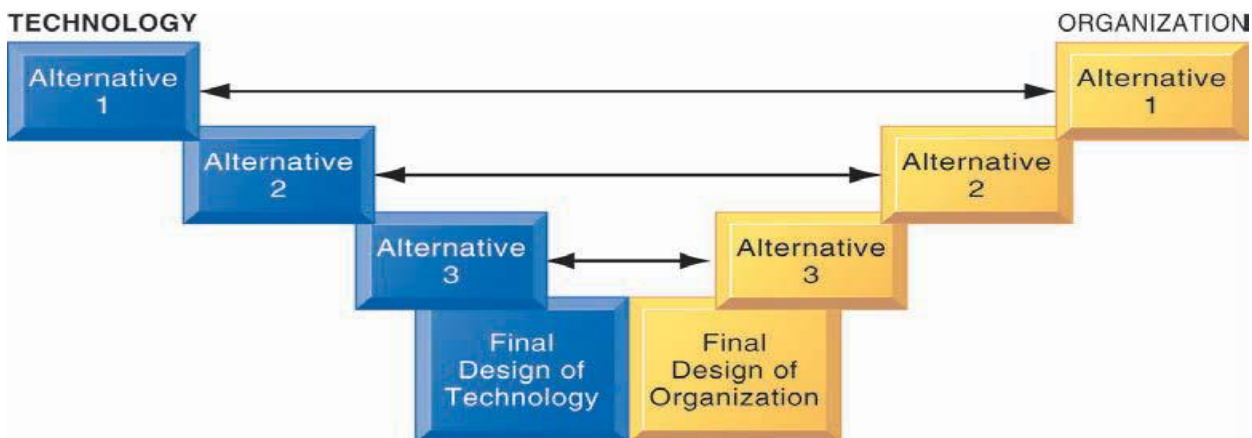 TECHNOLOGY
ORGANIZATION
Alternative
1
Alternative
1
Alternative
2
Alternative
2
Alternative
3
Alternative
3
Final
Design of
Technology
Final
Design of
Organization